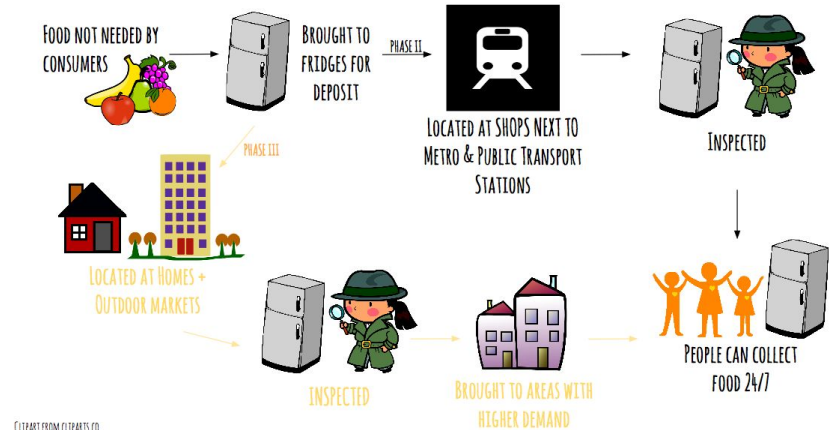 FOOD NOT NEEDED BY
CONSUMERS
BROUGHT TO
FRIDGES FOR
DEPOSIT
PHASE II
LOCATED AT SHOPS NEXT TO
METRO & PUBLIC TRANSPORT
STATIONS
INSPECTED
PHASE III
LOCATED AT HOMES +
OUTDOOR MARKETS
INSPECTED
BROUGHT TO AREAS WITH
HIGHER DEMAND
PEOPLE CAN COLLECT
FOOD 24/7
CLIPART FROM CLIPARTS.CO